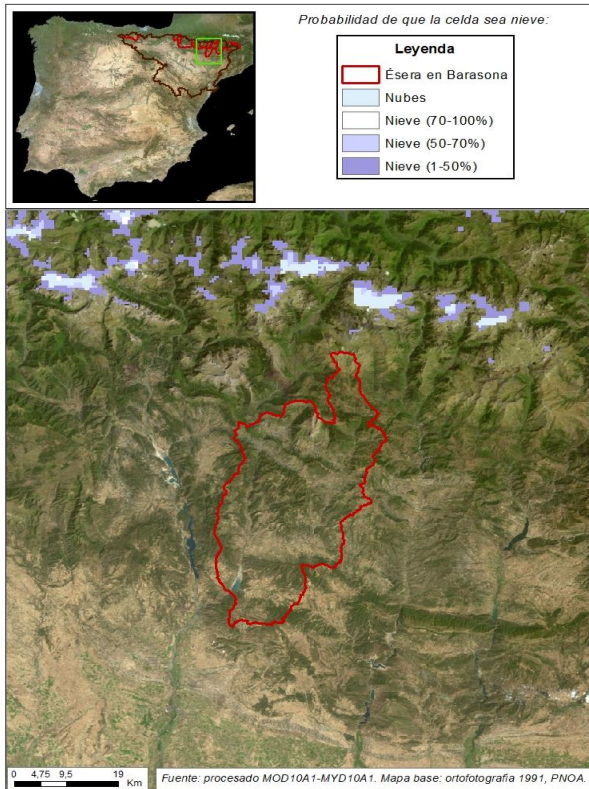 Probabilidad de que la celda sea nieve:
Leyenda
Ésera en Barasona
Nubes
Nieve (70-100%)
Nieve (50-70%)
Nieve (1-50%)
0 4,75 9,5 19
Km
Fuente: procesado MOD10A1-MYD10A1. Mapa base: ortofotografia 1991, PNOA.